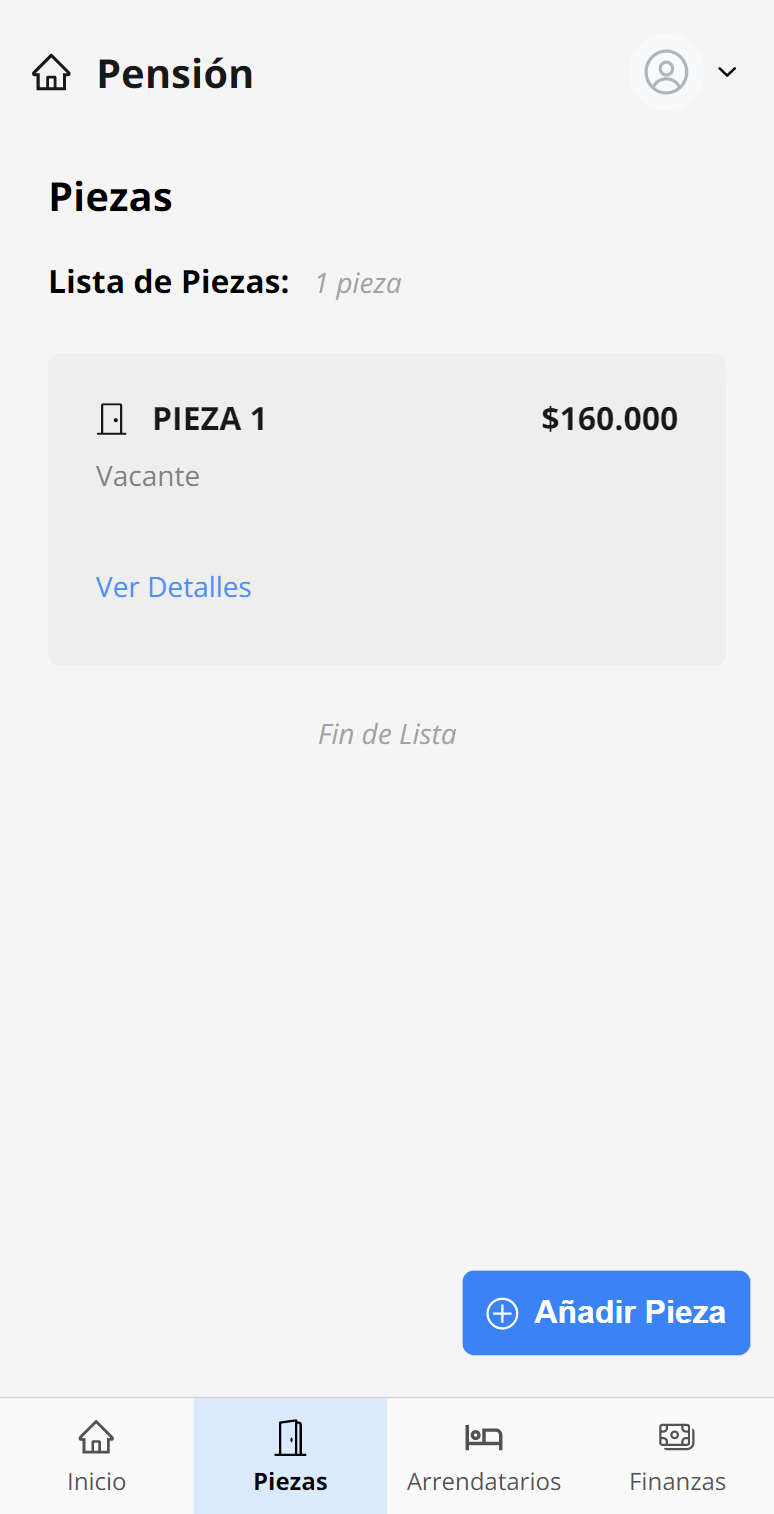 Pensión
Piezas
Lista de Piezas: 1 pieza
PIEZA 1 $160.000
Vacante
Ver Detalles
Fin de Lista
Añadir Pieza
Inicio Piezas Arrendatarios Finanzas